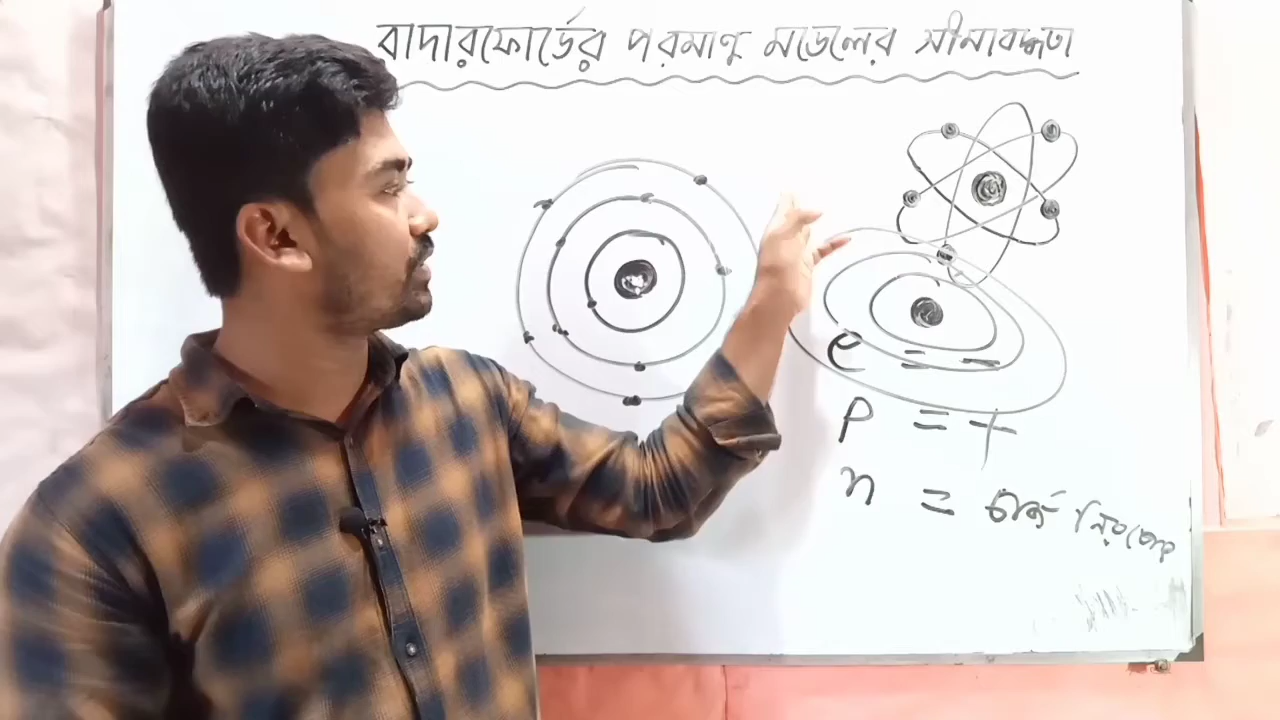 রাদারফোর্ডের পরমাণু মডেলের সীমাবদ্ধতা
e = −
P = +
n = চার্জ নিরপেক্ষ